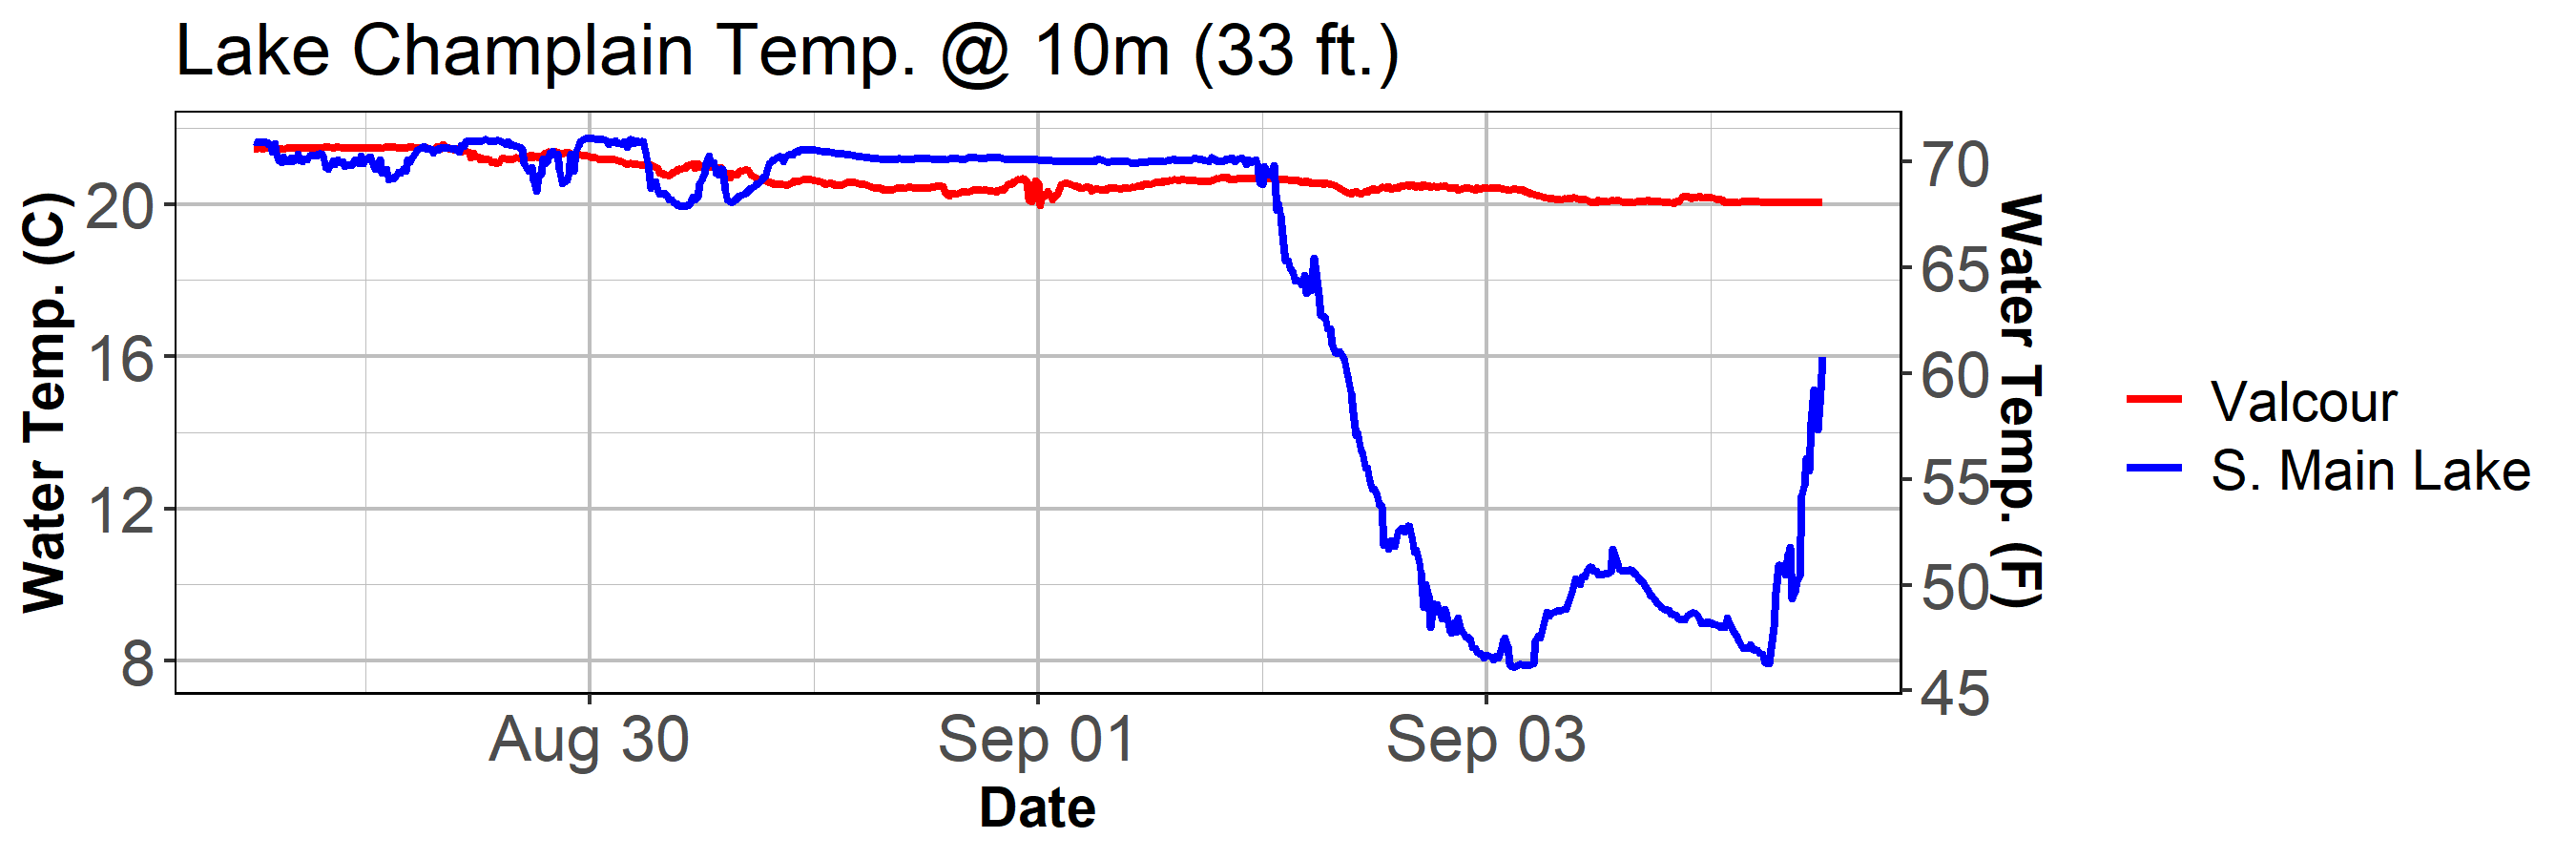 Lake Champlain Temp. @ 10m (33 ft.)
Water Temp. (C)
20
16
12
8
70
65
60
55
50
45
Water Temp. (F)
Aug 30
Sep 01
Sep 03
Date
Valcour
S. Main Lake